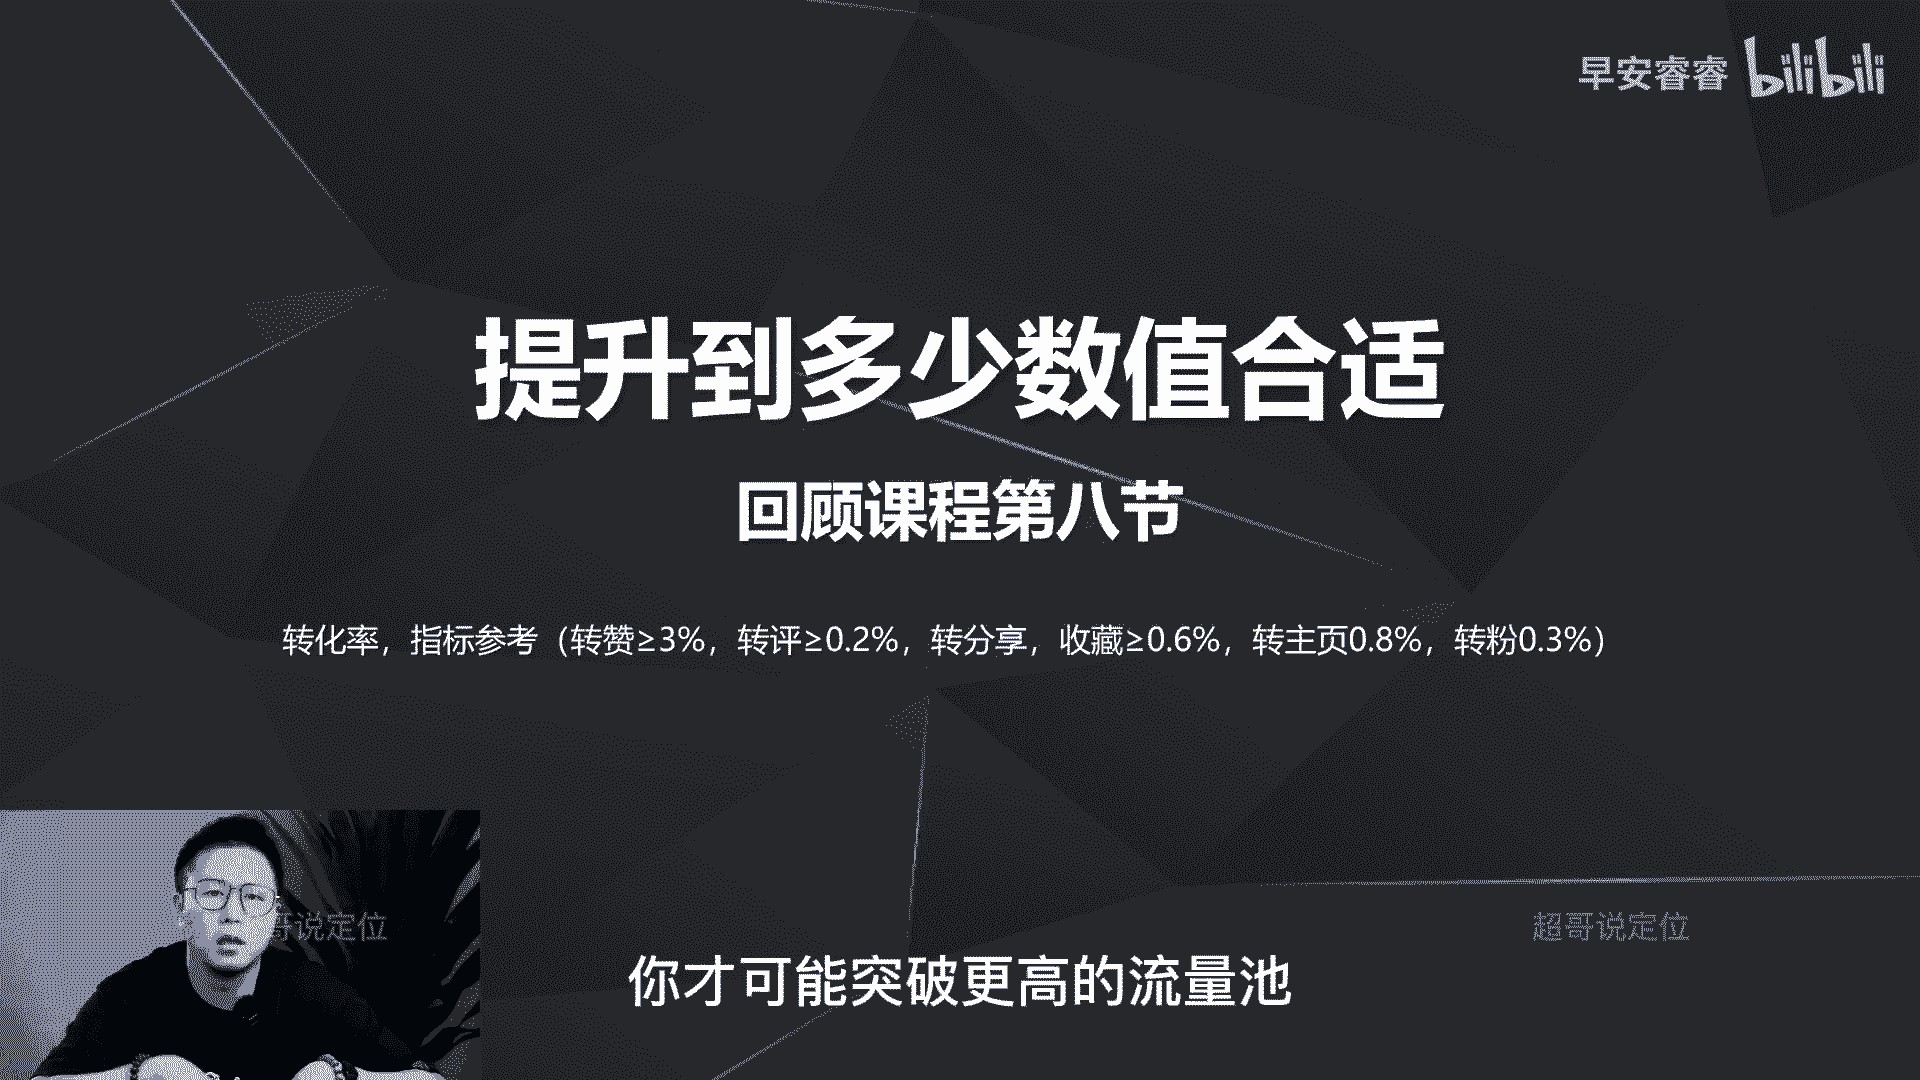 早安睿睿 bilibili
提升到多少数值合适
回顾课程第八节
转化率，指标参考（转赞≥3%，转评≥0.2%，转分享，收藏≥0.6%，转主页0.8%，转粉0.3%）
哥说定位
超哥说定位
你才可能突破更高的流量池